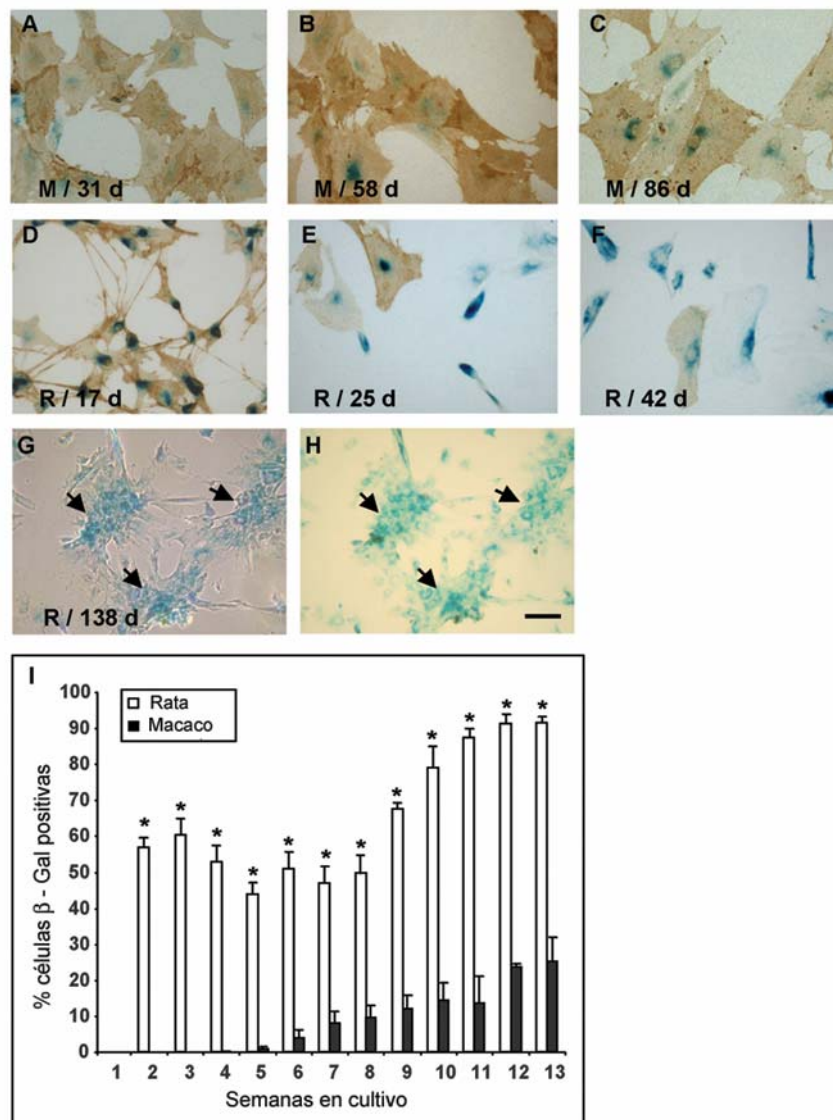 A
B
C
M / 31 d
M / 58 d
M / 86 d
D
E
F
R / 17 d
R / 25 d
R / 42 d
G
H
R / 138 d
I
Rata
Macaco
% células β - Gal positivas
100
90
80
70
60
50
40
30
20
10
0
* * * * * * * * * * * *
1 2 3 4 5 6 7 8 9 10 11 12 13
Semanas en cultivo